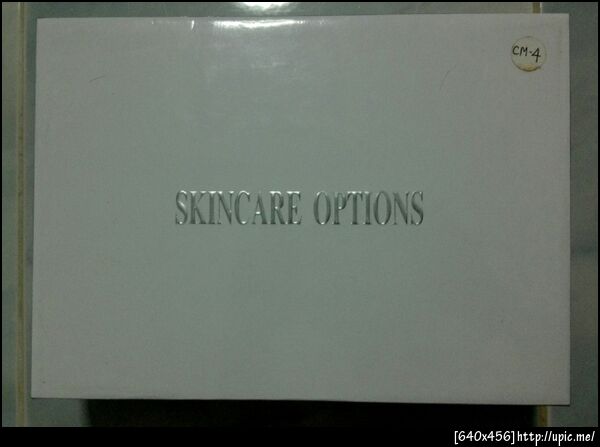 CM-4
SKINCARE OPTIONS
[640x456]http://upic.me/